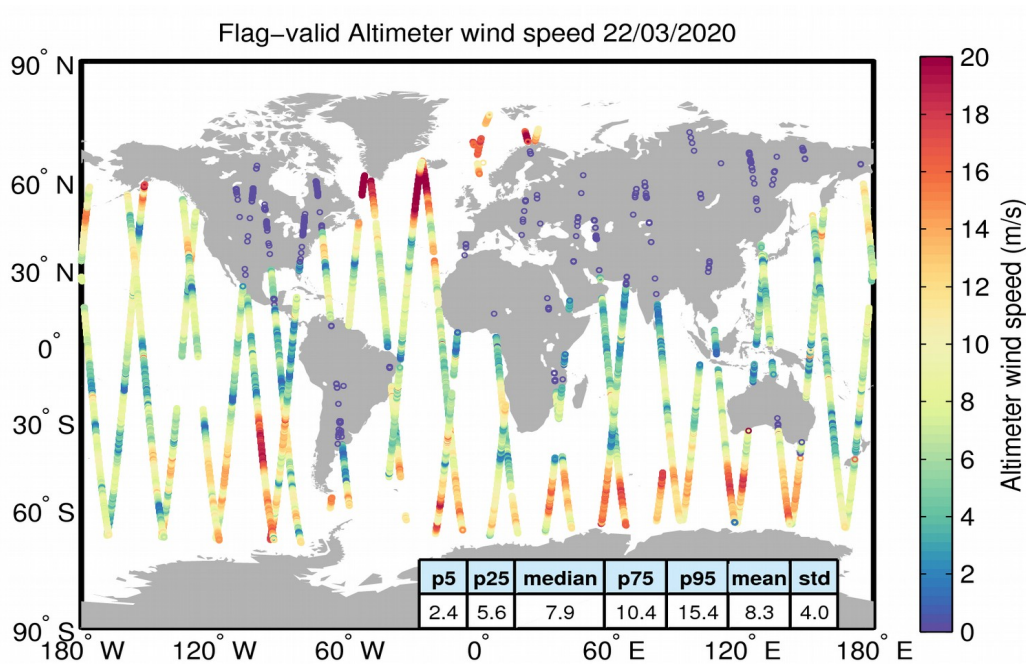 Flag−valid Altimeter wind speed 22/03/2020
90° N
60° N
30° N
0°
30° S
60° S
90° S
180° W
120° W
60° W
0°
60° E
120° E
180° E
p5 p25 median p75 p95 mean std
2.4 5.6 7.9 10.4 15.4 8.3 4.0
20
18
16
14
12
10
8
6
4
2
0
Altimeter wind speed (m/s)